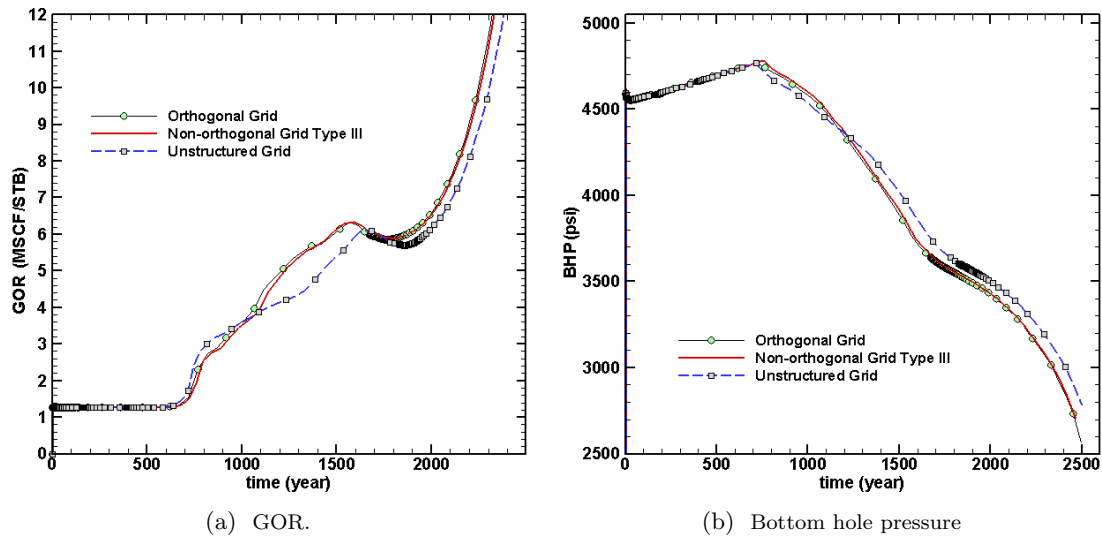 12
11
10
9
8
7
6
5
4
3
2
1
0
GOR (MSCF/STB)
Orthogonal Grid
Non-orthogonal Grid Type III
Unstructured Grid
0 500 1000 1500 2000
time (year)
(a) GOR.
5000
4500
4000
3500
3000
2500
BHP (psi)
Orthogonal Grid
Non-orthogonal Grid Type III
Unstructured Grid
0 500 1000 1500 2000 2500
time (year)
(b) Bottom hole pressure